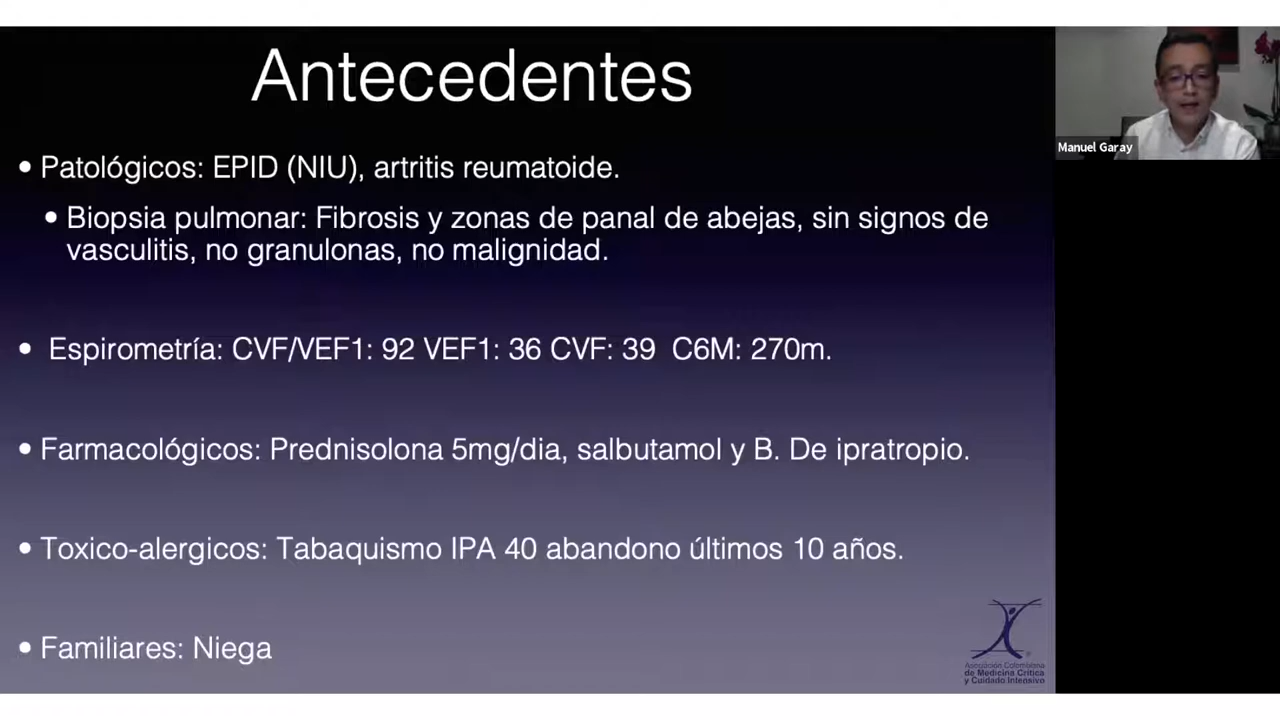 Antecedentes
• Patológicos: EPID (NIU), artritis reumatoide.
• Biopsia pulmonar: Fibrosis y zonas de panal de abejas, sin signos de
vasculitis, no granulonas, no malignidad.
• Espirometría: CVF/VEF1: 92 VEF1: 36 CVF: 39 C6M: 270m.
• Farmacológicos: Prednisolona 5mg/dia, salbutamol y B. De ipratropio.
• Toxico-alergicos: Tabaquismo IPA 40 abandono últimos 10 años.
• Familiares: Niega
Manuel Garay
Asociación Colombiana
de Medicina Crítica
y Cuidado Intensivo